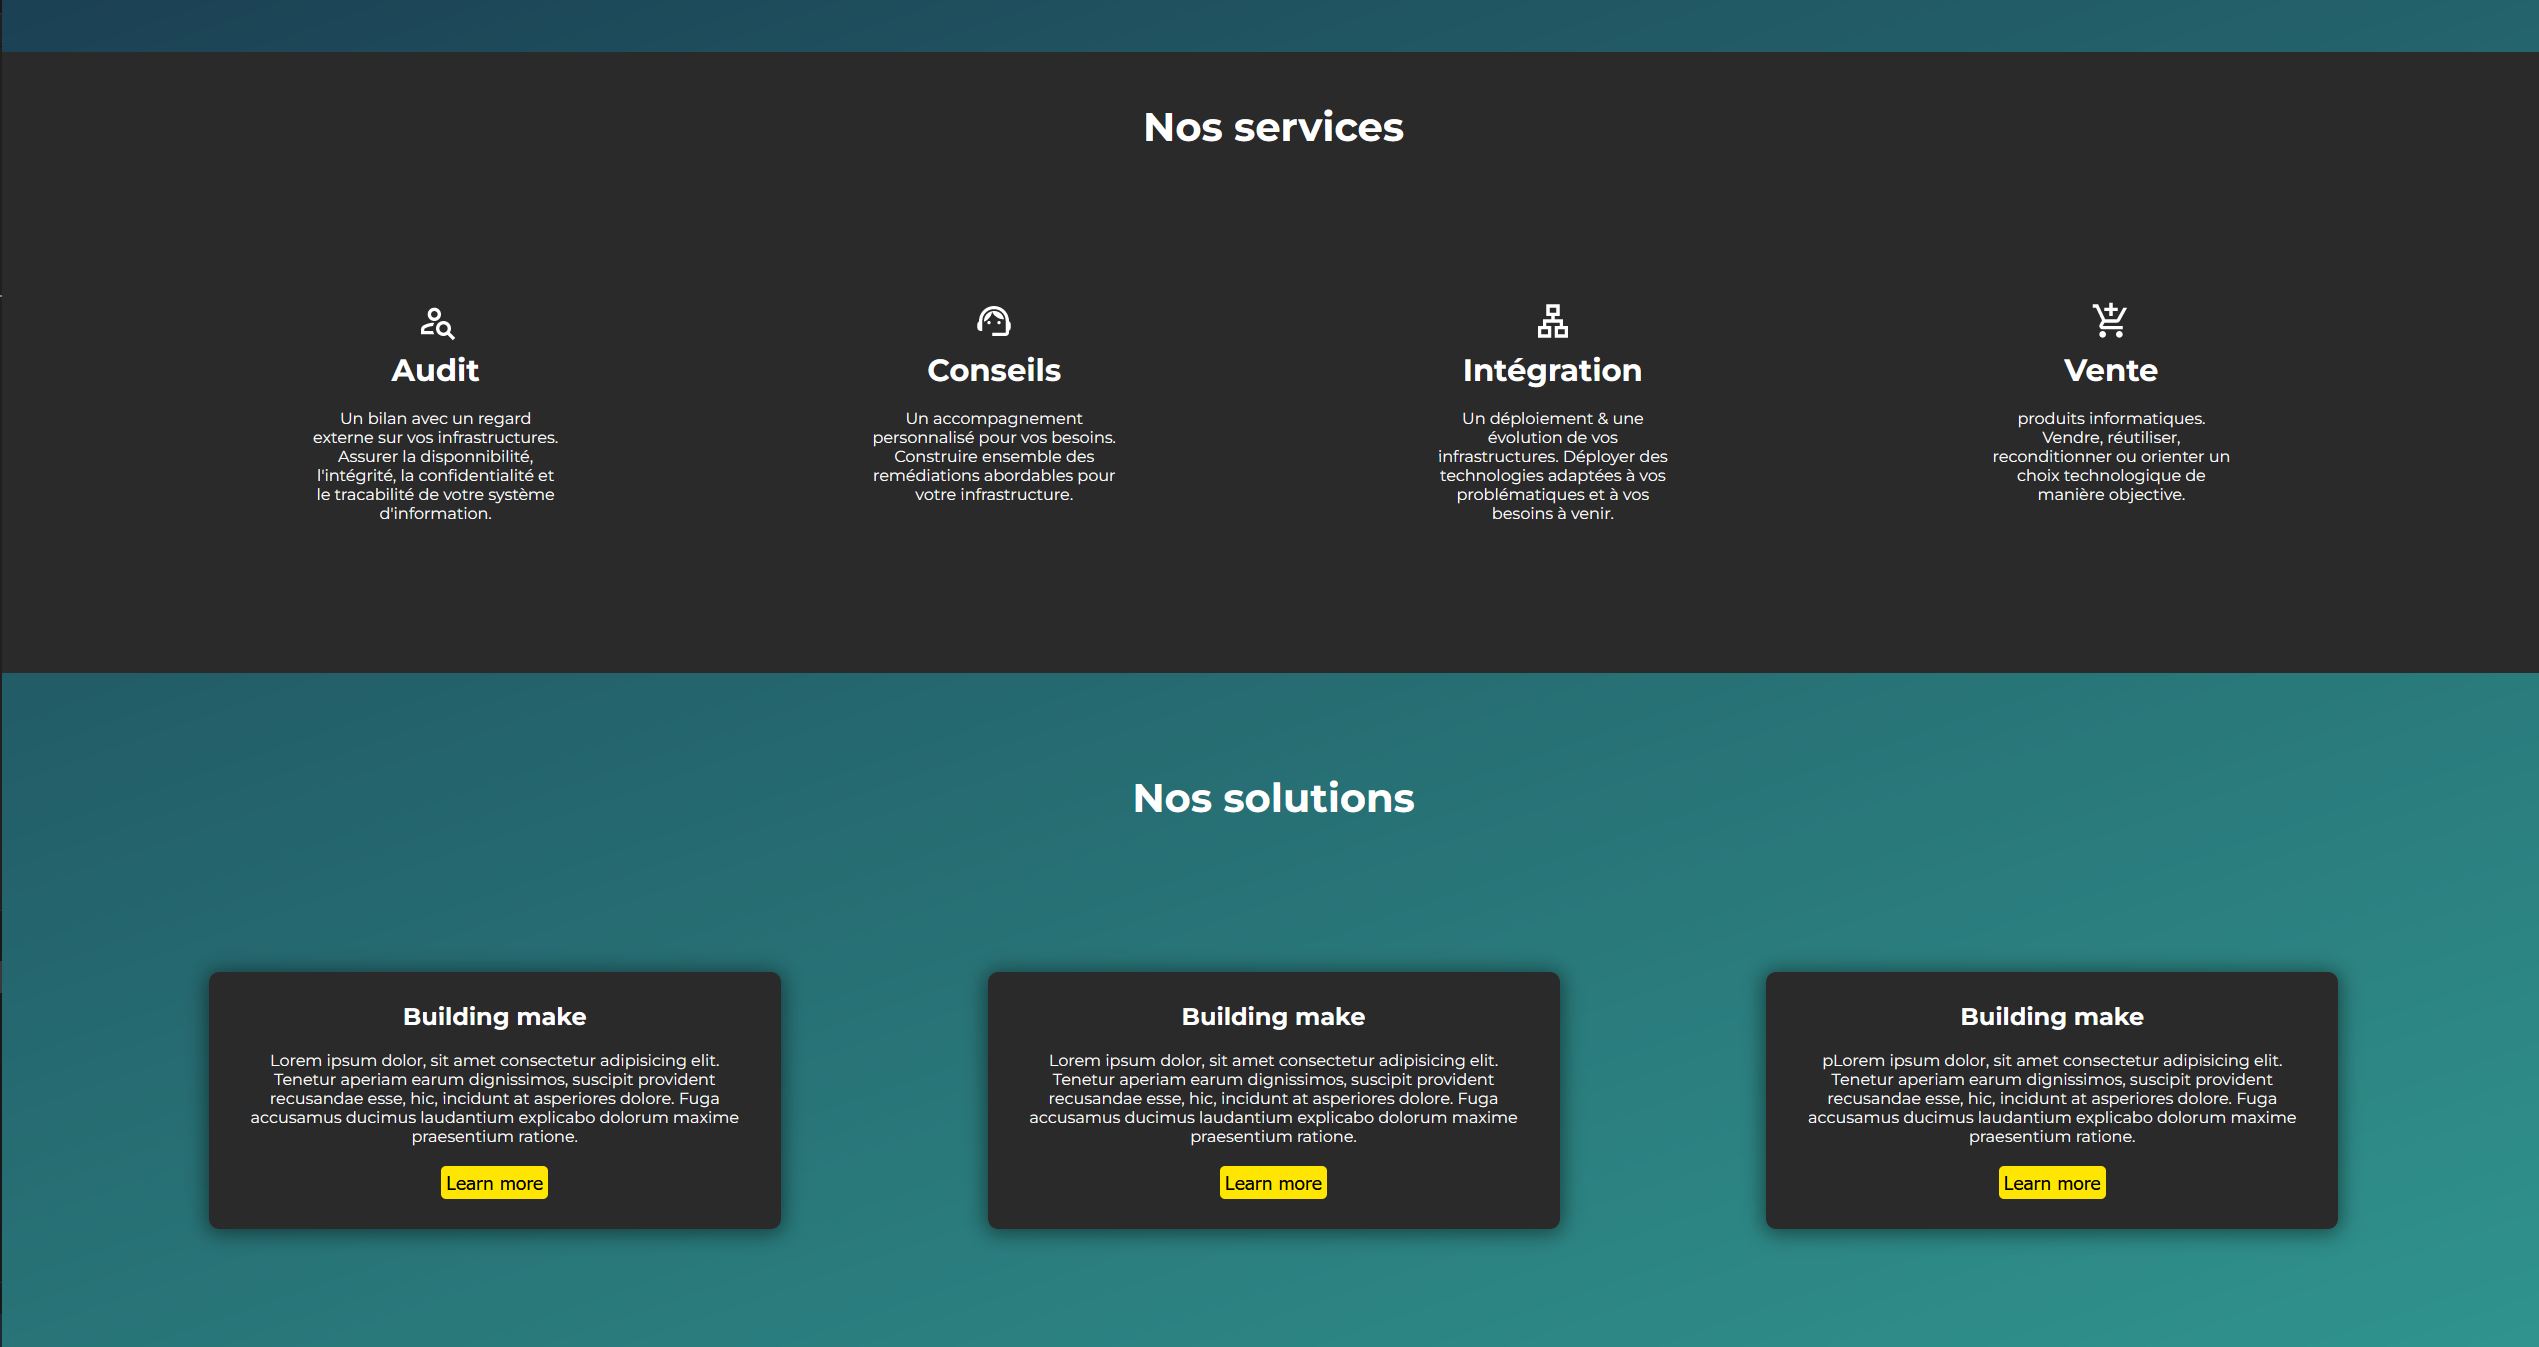 Nos services
Audit
Un bilan avec un regard
externe sur vos infrastructures.
Assurer la disponnibilité,
l'intégrité, la confidentialité et
le tracabilité de votre système
d'information.
Conseils
Un accompagnement
personnalisé pour vos besoins.
Construire ensemble des
remédiations abordables pour
votre infrastructure.
Intégration
Un déploiement & une
évolution de vos
infrastructures. Déployer des
technologies adaptées à vos
problématiques et à vos
besoins à venir.
Vente
produits informatiques.
Vendre, réutiliser,
reconditionner ou orienter un
choix technologique de
manière objective.
Nos solutions
Building make
Lorem ipsum dolor, sit amet consectetur adipisicing elit.
Tenetur aperiam earum dignissimos, suscipit provident
recusandae esse, hic, incidunt at asperiores dolore. Fuga
accusamus ducimus laudantium explicabo dolorum maxime
praesentium ratione.
Learn more
Building make
Lorem ipsum dolor, sit amet consectetur adipisicing elit.
Tenetur aperiam earum dignissimos, suscipit provident
recusandae esse, hic, incidunt at asperiores dolore. Fuga
accusamus ducimus laudantium explicabo dolorum maxime
praesentium ratione.
Learn more
Building make
pLorem ipsum dolor, sit amet consectetur adipisicing elit.
Tenetur aperiam earum dignissimos, suscipit provident
recusandae esse, hic, incidunt at asperiores dolore. Fuga
accusamus ducimus laudantium explicabo dolorum maxime
praesentium ratione.
Learn more